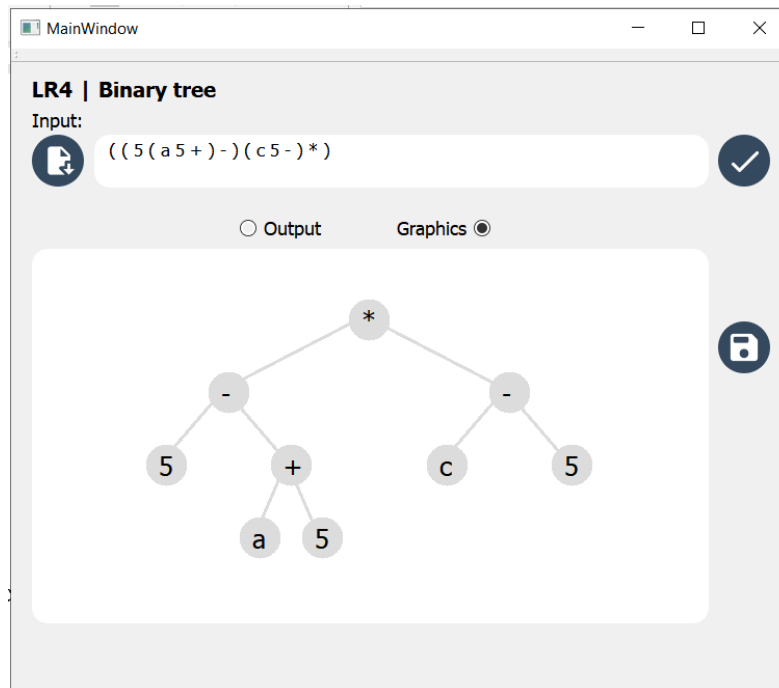 MainWindow
LR4 | Binary tree
Input:
((5(a5+)-)(c5-)*)
Output Graphics
*
- -
5 + c 5
a 5